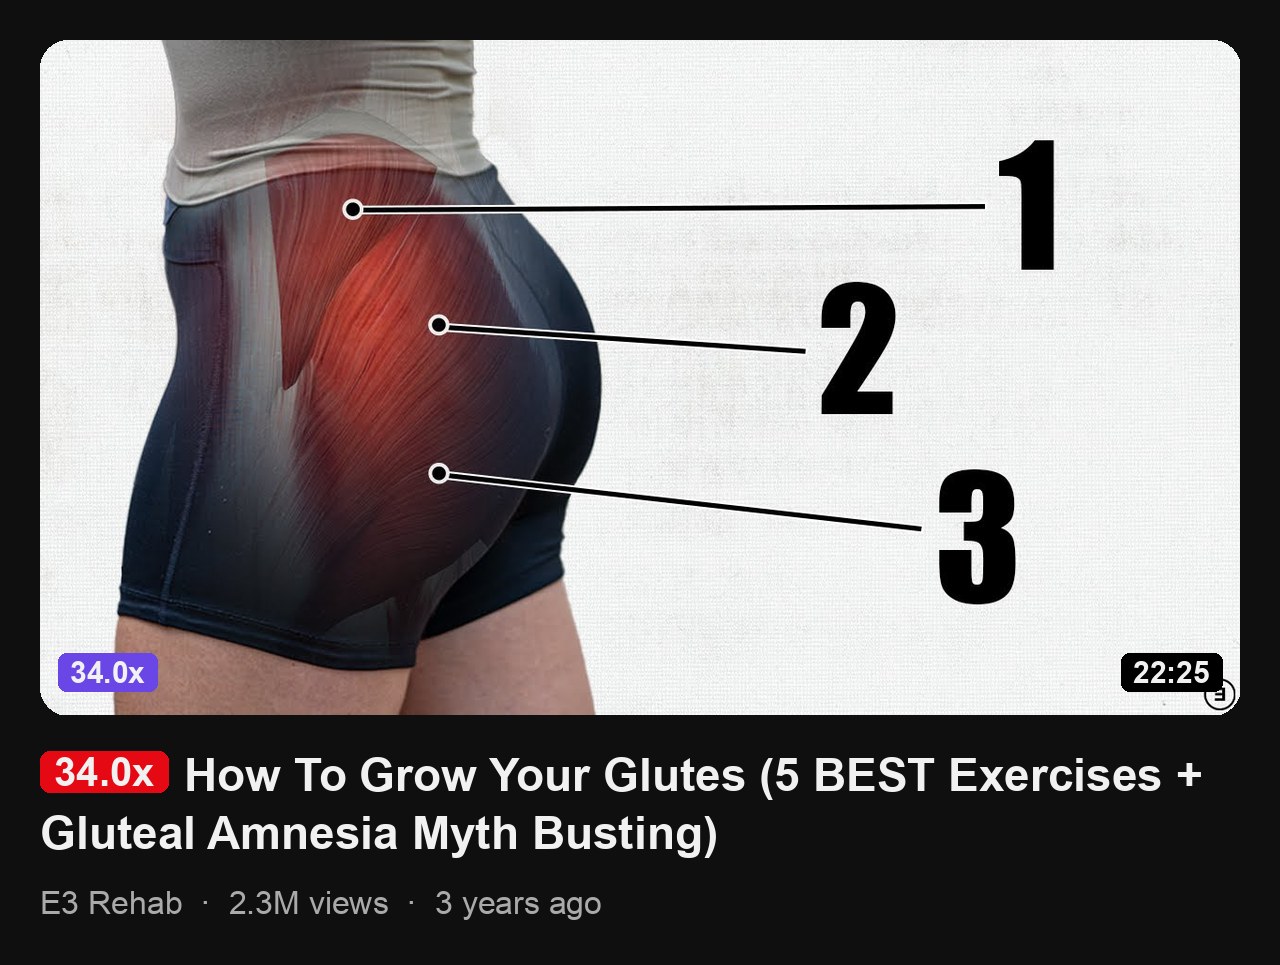 1
2
3
34.0x
22:25
34.0x How To Grow Your Glutes (5 BEST Exercises +
Gluteal Amnesia Myth Busting)
E3 Rehab · 2.3M views · 3 years ago